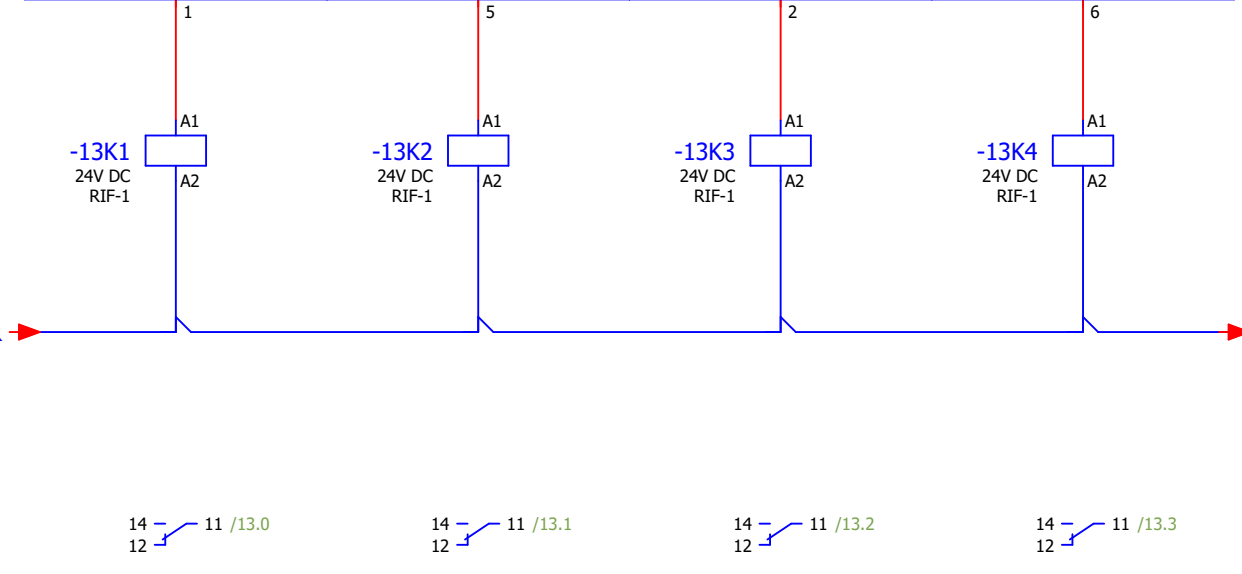 1 5 2 6
A1 A1 A1 A1
-13K1 -13K2 -13K3 -13K4
24V DC 24V DC 24V DC 24V DC
A2 A2 A2 A2
RIF-1 RIF-1 RIF-1 RIF-1
14 11 /13.0 14 11 /13.1 14 11 /13.2 14 11 /13.3
12 12 12 12